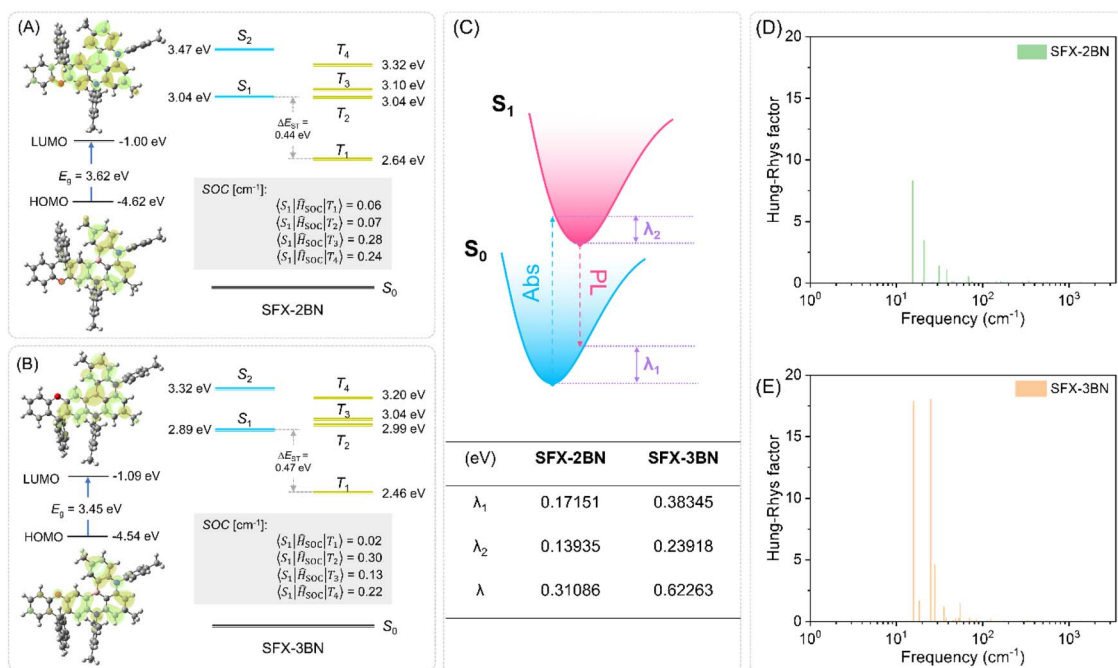 (A)
S2
3.47 eV
S1
3.04 eV
T4
3.32 eV
T3
3.10 eV
3.04 eV
T2
ΔEST =
0.44 eV
T1
2.64 eV
LUMO
-1.00 eV
Eg = 3.62 eV
HOMO
-4.62 eV
SOC [cm⁻¹]:
⟨S1|ĤSOC|T1⟩ = 0.06
⟨S1|ĤSOC|T2⟩ = 0.07
⟨S1|ĤSOC|T3⟩ = 0.28
⟨S1|ĤSOC|T4⟩ = 0.24
S0
SFX-2BN
(B)
S2
3.32 eV
S1
2.89 eV
T4
3.20 eV
T3
3.04 eV
2.99 eV
T2
ΔEST =
0.47 eV
T1
2.46 eV
LUMO
-1.09 eV
Eg = 3.45 eV
HOMO
-4.54 eV
SOC [cm⁻¹]:
⟨S1|ĤSOC|T1⟩ = 0.02
⟨S1|ĤSOC|T2⟩ = 0.30
⟨S1|ĤSOC|T3⟩ = 0.13
⟨S1|ĤSOC|T4⟩ = 0.22
S0
SFX-3BN
(C)
S1
λ2
S0
Abs
PL
λ1
(eV) SFX-2BN SFX-3BN
λ1 0.17151 0.38345
λ2 0.13935 0.23918
λ 0.31086 0.62263
(D)
SFX-2BN
Hung-Rhys factor
20
15
10
5
0
10⁰ 10¹ 10² 10³
Frequency (cm⁻¹)
(E)
SFX-3BN
Hung-Rhys factor
20
15
10
5
0
10⁰ 10¹ 10² 10³
Frequency (cm⁻¹)